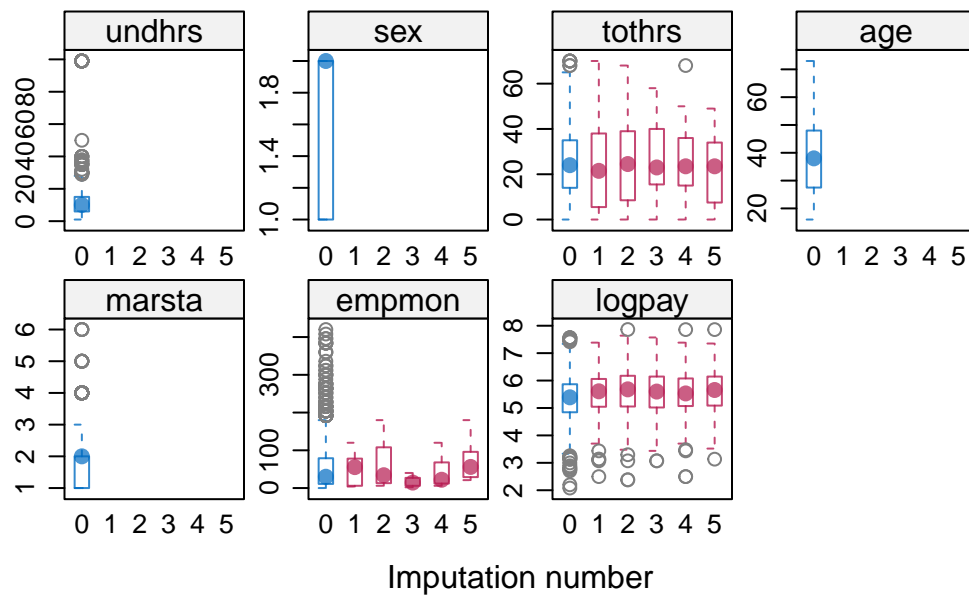 undhrs
sex
tothrs
age
0 20 40 60 80
1.0 1.4 1.8
0 20 40 60
20 40 60
0 1 2 3 4 5
0 1 2 3 4 5
0 1 2 3 4 5
0 1 2 3 4 5
marsta
empmon
logpay
1 2 3 4 5 6
0 100 300
2 3 4 5 6 7 8
0 1 2 3 4 5
0 1 2 3 4 5
0 1 2 3 4 5
Imputation number